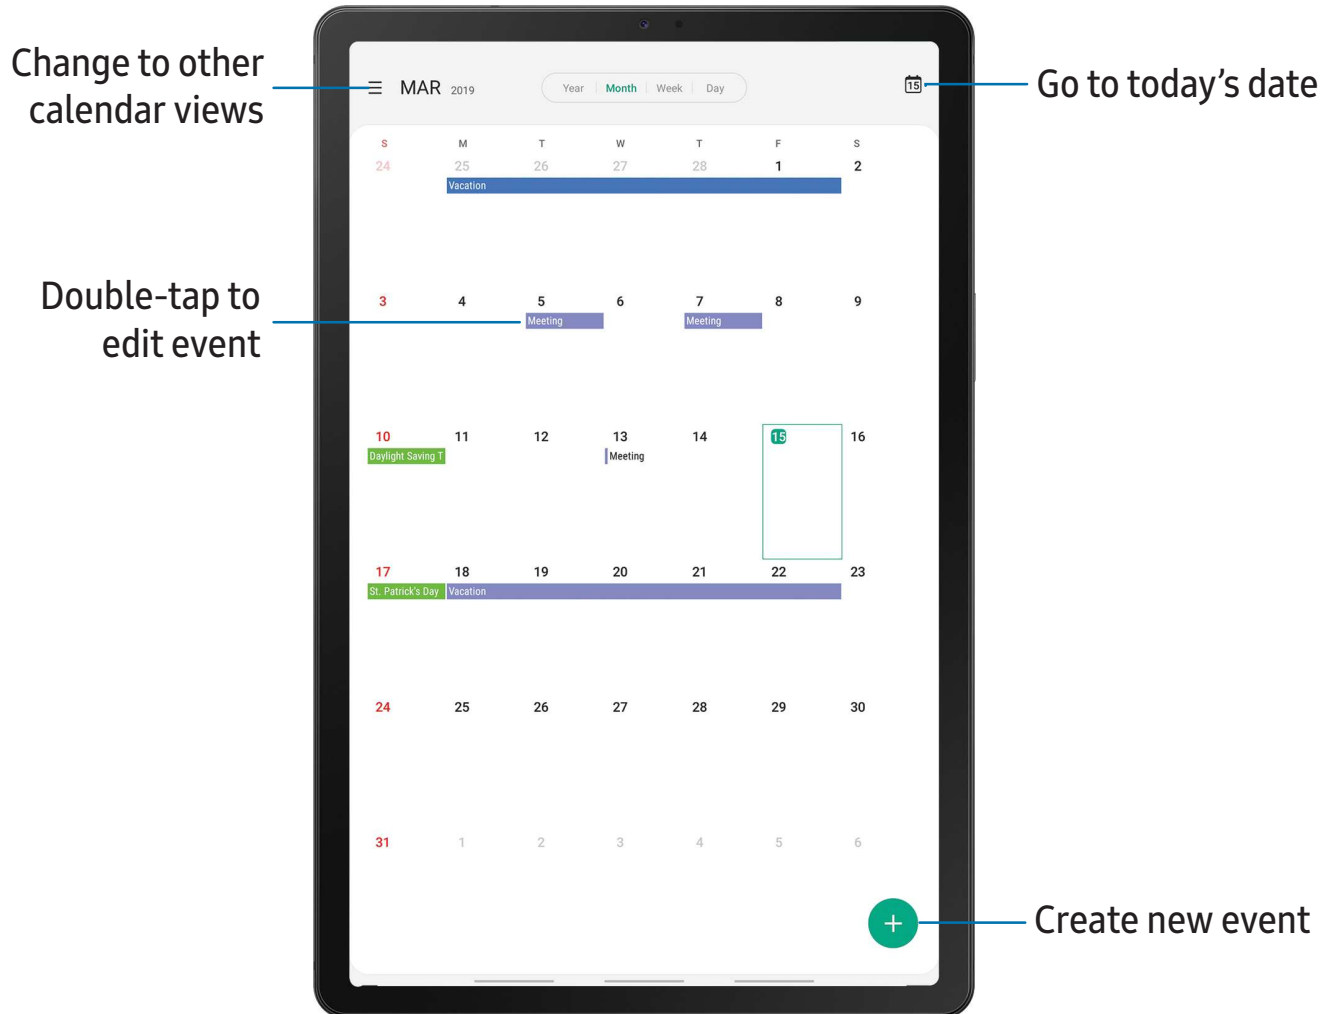 Change to other
calendar views
MAR 2019
Year Month Week Day
15
Go to today's date
S M T W T F S
24 25 26 27 28 1 2
Vacation
Double-tap to
edit event
3 4 5 6 7 8 9
Meeting Meeting
10 11 12 13 14 15 16
Daylight Saving T Meeting
17 18 19 20 21 22 23
St. Patrick's Day Vacation
24 25 26 27 28 29 30
31 1 2 3 4 5 6
Create new event